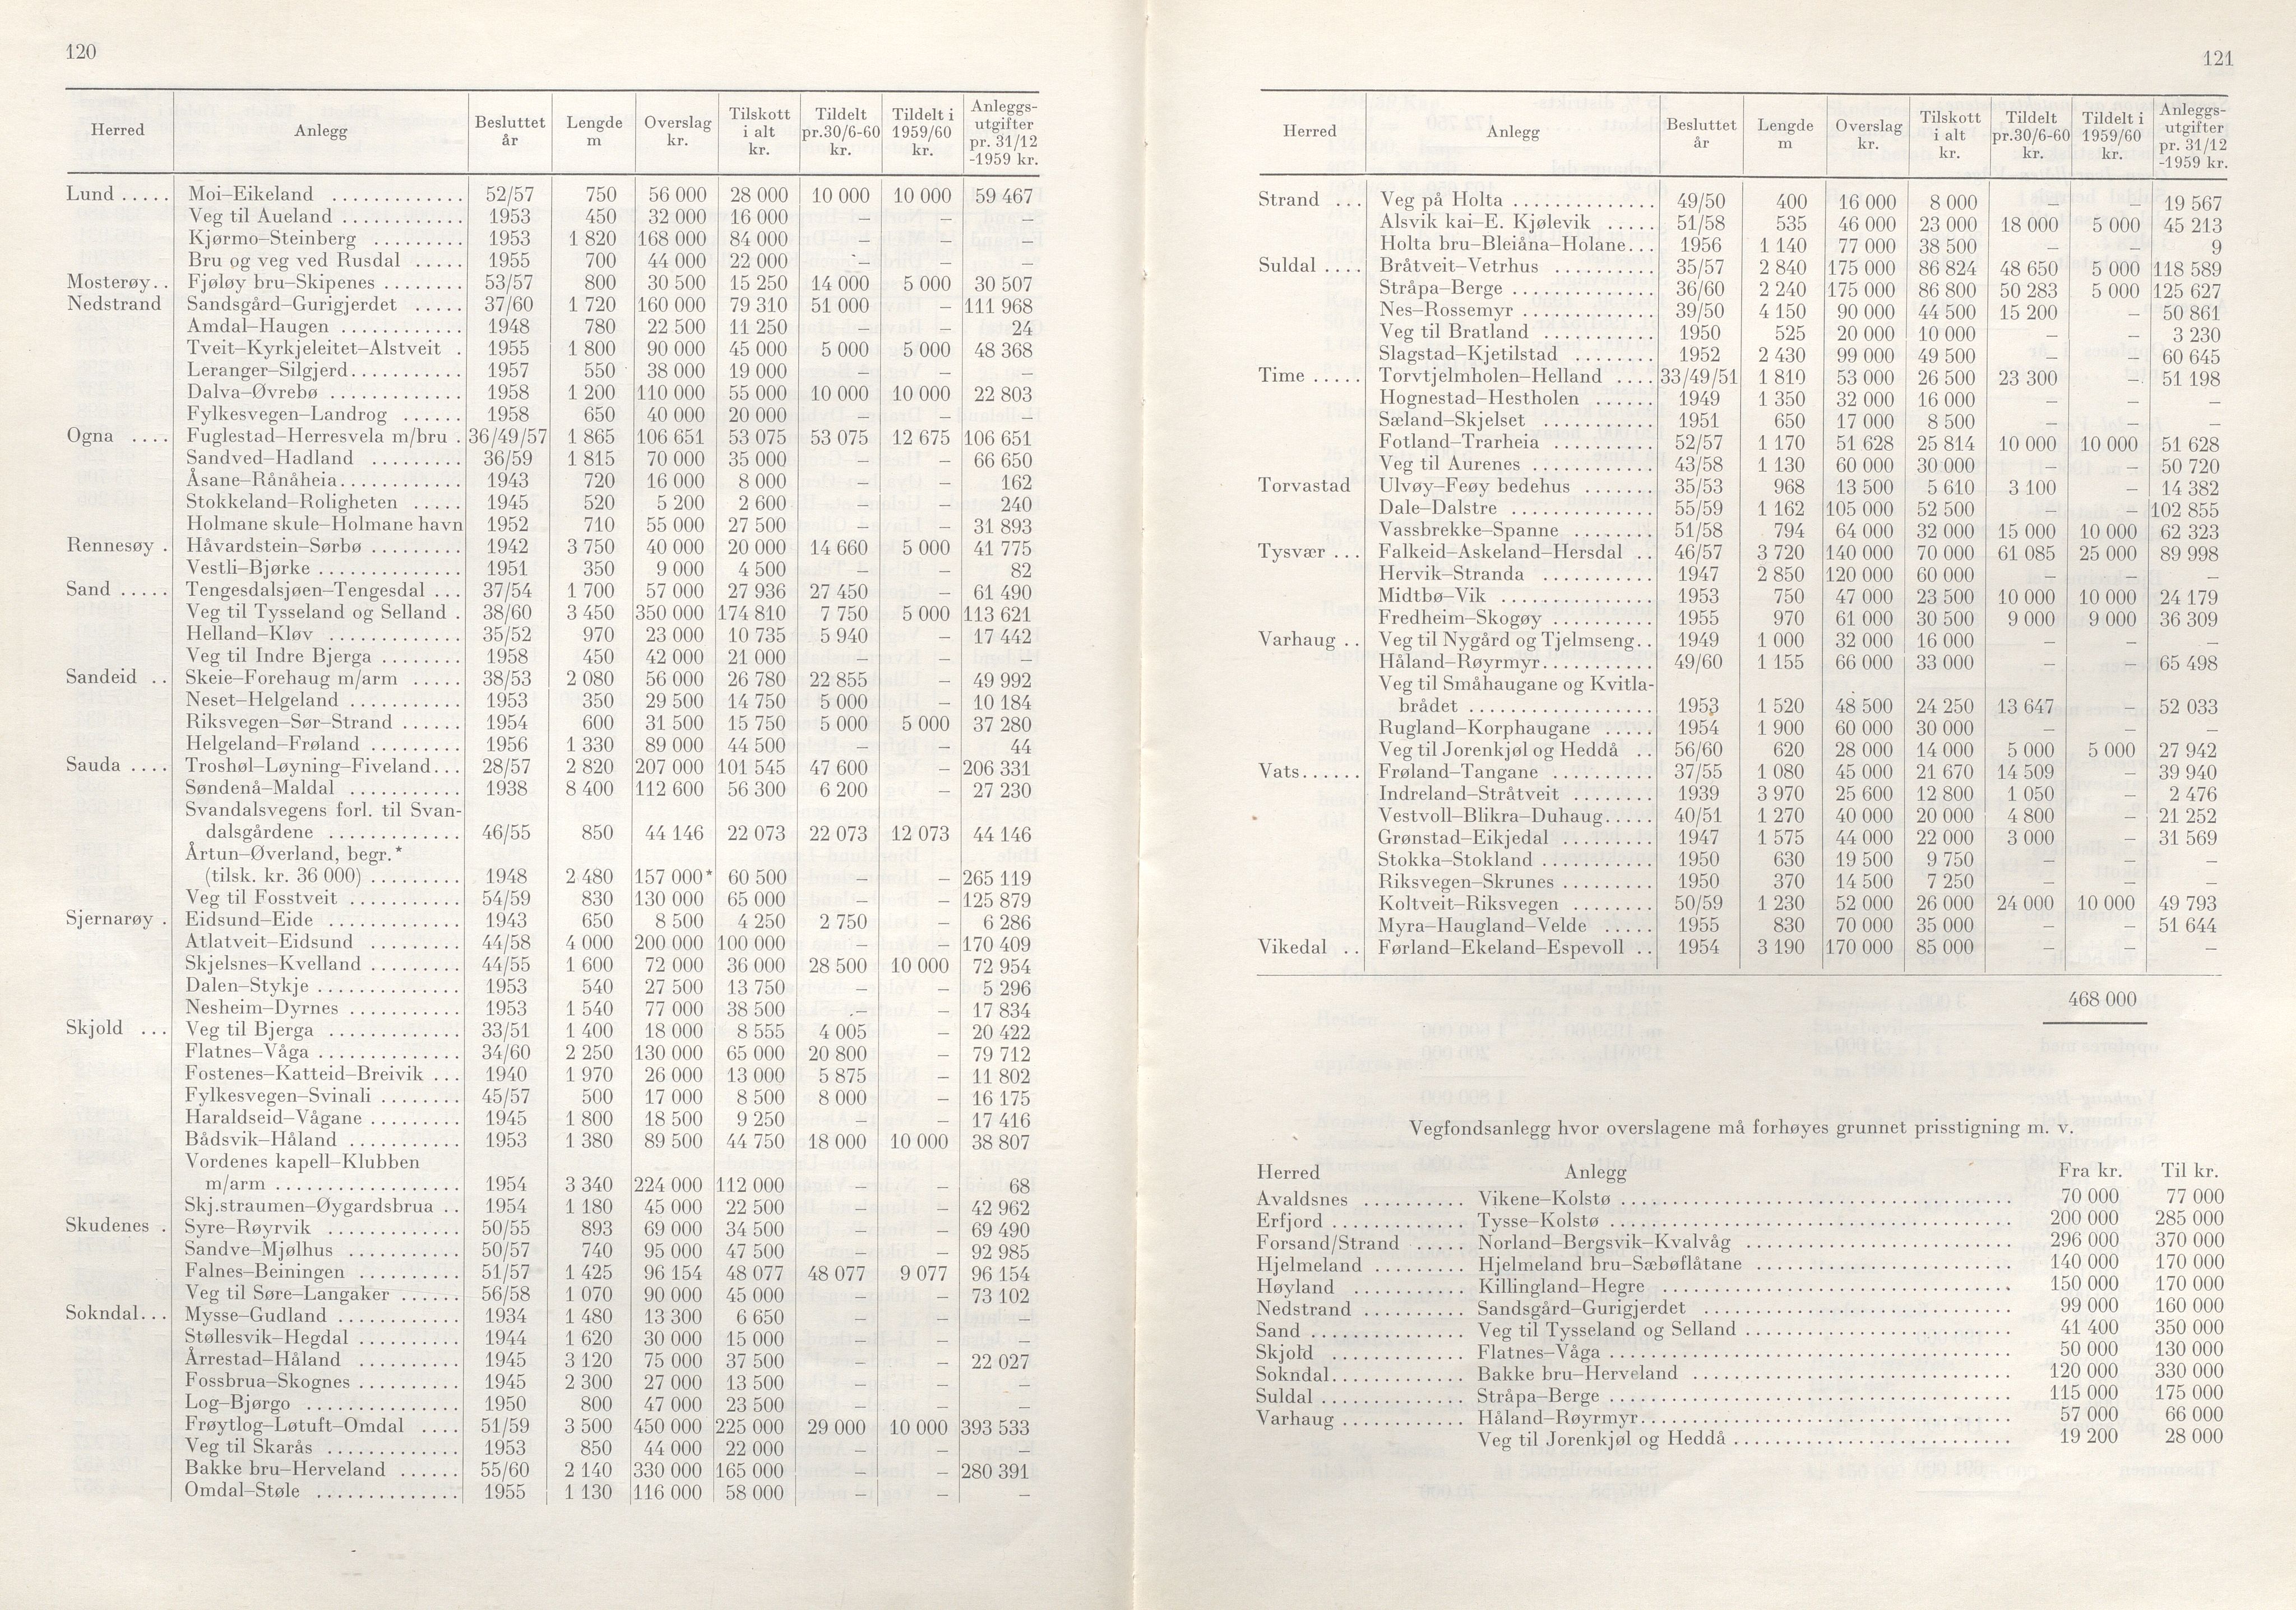 120
Herred Anlegg Besluttet år Lengde m Overslag kr. Tilskott i alt kr. Tildelt pr.30/6-60 kr. Tildelt i 1959/60 kr. Anleggs-utgifter pr. 31/12 -1959 kr.
Lund ..... Moi–Eikeland ............. 52/57 750 56 000 28 000 10 000 10 000 59 467
Veg til Aueland ............ 1953 450 32 000 16 000 – – –
Kjørmo–Steinberg ......... 1953 1 820 168 000 84 000 – – –
Bru og veg ved Rusdal ..... 1955 700 44 000 22 000 – – –
Mosterøy.. Fjøløy bru–Skipenes ........ 53/57 800 30 500 15 250 14 000 5 000 30 507
Nedstrand Sandsgård–Gurigjerdet ..... 37/60 1 720 160 000 79 310 51 000 – 111 968
Amdal–Haugen ............ 1948 780 22 500 11 250 – – 24
Tveit–Kyrkjeleitet–Alstveit . 1955 1 800 90 000 45 000 5 000 5 000 48 368
Leranger–Silgjerd........... 1957 550 38 000 19 000 – – –
Dalva–Øvrebø ............. 1958 1 200 110 000 55 000 10 000 10 000 22 803
Fylkesvegen–Landrog ...... 1958 650 40 000 20 000 – – –
Ogna .... Fuglestad–Herresvela m/bru . 36/49/57 1 865 106 651 53 075 53 075 12 675 106 651
Sandved–Hadland ......... 36/59 1 815 70 000 35 000 – – 66 650
Åsane–Rånåheia............ 1943 720 16 000 8 000 – – 162
Stokkeland–Roligheten ..... 1945 520 5 200 2 600 – – 240
Holmane skule–Holmane havn 1952 710 55 000 27 500 – – 31 893
Rennesøy . Håvardstein–Sørbø ......... 1942 3 750 40 000 20 000 14 660 5 000 41 775
Vestli–Bjørke .............. 1951 350 9 000 4 500 – – 82
Sand ..... Tengesdalsjøen–Tengesdal ... 37/54 1 700 57 000 27 936 27 450 – 61 490
Veg til Tysseland og Selland . 38/60 3 450 350 000 174 810 7 750 5 000 113 621
Helland–Kløv ............. 35/52 970 23 000 10 735 5 940 – 17 442
Veg til Indre Bjerga ........ 1958 450 42 000 21 000 – – –
Sandeid .. Skeie–Forehaug m/arm ..... 38/53 2 080 56 000 26 780 22 855 – 49 992
Neset–Helgeland ........... 1953 350 29 500 14 750 5 000 – 10 184
Riksvegen–Sør–Strand ...... 1954 600 31 500 15 750 5 000 5 000 37 280
Helgeland–Frøland ......... 1956 1 330 89 000 44 500 – – 44
Sauda .... Troshøl–Løyning–Fiveland... 28/57 2 820 207 000 101 545 47 600 – 206 331
Søndenå–Maldal ........... 1938 8 400 112 600 56 300 6 200 – 27 230
Svandalsvegens forl. til Svan-
dalsgårdene ............. 46/55 850 44 146 22 073 22 073 12 073 44 146
Årtun–Øverland, begr.*
(tilsk. kr. 36 000) ......... 1948 2 480 157 000* 60 500 – – 265 119
Veg til Fosstveit ........... 54/59 830 130 000 65 000 – – 125 879
Sjernarøy . Eidsund–Eide ............. 1943 650 8 500 4 250 2 750 – 6 286
Atlatveit–Eidsund ......... 44/58 4 000 200 000 100 000 – – 170 409
Skjelsnes–Kvelland ......... 44/55 1 600 72 000 36 000 28 500 10 000 72 954
Dalen–Stykje .............. 1953 540 27 500 13 750 – – 5 296
Nesheim–Dyrnes ........... 1953 1 540 77 000 38 500 – – 17 834
Skjold ... Veg til Bjerga ............. 33/51 1 400 18 000 8 555 4 005 – 20 422
Flatnes–Våga .............. 34/60 2 250 130 000 65 000 20 800 – 79 712
Fostenes–Katteid–Breivik ... 1940 1 970 26 000 13 000 5 875 – 11 802
Fylkesvegen–Svinali ........ 45/57 500 17 000 8 500 8 000 – 16 175
Haraldseid–Vågane ......... 1945 1 800 18 500 9 250 – – 17 416
Bådsvik–Håland ........... 1953 1 380 89 500 44 750 18 000 10 000 38 807
Vordenes kapell–Klubben
m/arm .................. 1954 3 340 224 000 112 000 – – 68
Skj.straumen–Øygardsbrua .. 1954 1 180 45 000 22 500 – – 42 962
Skudenes . Syre–Røyrvik ............. 50/55 893 69 000 34 500 – – 69 490
Sandve–Mjølhus ........... 50/57 740 95 000 47 500 – – 92 985
Falnes–Beiningen .......... 51/57 1 425 96 154 48 077 48 077 9 077 96 154
Veg til Søre–Langaker ...... 56/58 1 070 90 000 45 000 – – 73 102
Sokndal... Mysse–Gudland ............ 1934 1 480 13 300 6 650 – – –
Støllesvik–Hegdal .......... 1944 1 620 30 000 15 000 – – –
Årrestad–Håland .......... 1945 3 120 75 000 37 500 – – 22 027
Fossbrua–Skognes .......... 1945 2 300 27 000 13 500 – – –
Log–Bjørgo ............... 1950 800 47 000 23 500 – – –
Frøytlog–Løtuft–Omdal .... 51/59 3 500 450 000 225 000 29 000 10 000 393 533
Veg til Skarås ............. 1953 850 44 000 22 000 – – –
Bakke bru–Herveland ...... 55/60 2 140 330 000 165 000 – – 280 391
Omdal–Støle .............. 1955 1 130 116 000 58 000 – – –
121
Herred Anlegg Besluttet år Lengde m Overslag kr. Tilskott i alt kr. Tildelt pr.30/6-60 kr. Tildelt i 1959/60 kr. Anleggs-utgifter pr. 31/12 -1959 kr.
Strand ... Veg på Holta .............. 49/50 400 16 000 8 000 – – 19 567
Alsvik kai–E. Kjølevik ..... 51/58 535 46 000 23 000 18 000 5 000 45 213
Holta bru–Bleiåna–Holane... 1956 1 140 77 000 38 500 – – 9
Suldal .... Bråtveit–Vetrhus .......... 35/57 2 840 175 000 86 824 48 650 5 000 118 589
Stråpa–Berge .............. 36/60 2 240 175 000 86 800 50 283 5 000 125 627
Nes–Rossemyr ............. 39/50 4 150 90 000 44 500 15 200 – 50 861
Veg til Bratland ........... 1950 525 20 000 10 000 – – 3 230
Slagstad–Kjetilstad ........ 1952 2 430 99 000 49 500 – – 60 645
Time ..... Torvtjelmholen–Helland .... 33/49/51 1 810 53 000 26 500 23 300 – 51 198
Hognestad–Hestholen ...... 1949 1 350 32 000 16 000 – – –
Sæland–Skjelset ........... 1951 650 17 000 8 500 – – –
Fotland–Trarheia .......... 52/57 1 170 51 628 25 814 10 000 10 000 51 628
Veg til Aurenes ............ 43/58 1 130 60 000 30 000 – – 50 720
Torvastad Ulvøy–Feøy bedehus ....... 35/53 968 13 500 5 610 3 100 – 14 382
Dale–Dalstre .............. 55/59 1 162 105 000 52 500 – – 102 855
Vassbrekke–Spanne ........ 51/58 794 64 000 32 000 15 000 10 000 62 323
Tysvær ... Falkeid–Askeland–Hersdal .. 46/57 3 720 140 000 70 000 61 085 25 000 89 998
Hervik–Stranda ........... 1947 2 850 120 000 60 000 – – –
Midtbø–Vik ............... 1953 750 47 000 23 500 10 000 10 000 24 179
Fredheim–Skogøy .......... 1955 970 61 000 30 500 9 000 9 000 36 309
Varhaug .. Veg til Nygård og Tjelmseng.. 1949 1 000 32 000 16 000 – – –
Håland–Røyrmyr........... 49/60 1 155 66 000 33 000 – – 65 498
Veg til Småhaugane og Kvitla-
brådet .................. 1953 1 520 48 500 24 250 13 647 – 52 033
Rugland–Korphaugane ..... 1954 1 900 60 000 30 000 – – –
Veg til Jorenkjøl og Heddå .. 56/60 620 28 000 14 000 5 000 5 000 27 942
Vats...... Frøland–Tangane .......... 37/55 1 080 45 000 21 670 14 509 – 39 940
Indreland–Stråtveit ........ 1939 3 970 25 600 12 800 1 050 – 2 476
Vestvoll–Blikra–Duhaug..... 40/51 1 270 40 000 20 000 4 800 – 21 252
Grønstad–Eikjedal ......... 1947 1 575 44 000 22 000 3 000 – 31 569
Stokka–Stokland ........... 1950 630 19 500 9 750 – – –
Riksvegen–Skrunes ......... 1950 370 14 500 7 250 – – –
Koltveit–Riksvegen ........ 50/59 1 230 52 000 26 000 24 000 10 000 49 793
Myra–Haugland–Velde ..... 1955 830 70 000 35 000 – – 51 644
Vikedal .. Førland–Ekeland–Espevoll .. 1954 3 190 170 000 85 000 – – –
468 000
Vegfondsanlegg hvor overslagene må forhøyes grunnet prisstigning m. v.
Herred Anlegg Fra kr. Til kr.
Avaldsnes .......... Vikene–Kolstø ........ 70 000 77 000
Erfjord ............. Tysse–Kolstø ........ 200 000 285 000
Forsand/Strand ..... Norland–Bergsvik–Kvalvåg ........ 296 000 370 000
Hjelmeland ......... Hjelmeland bru–Sæbøflåtane ........ 140 000 170 000
Høyland ........... Killingland–Hegre ........ 150 000 170 000
Nedstrand .......... Sandsgård–Gurigjerdet ........ 99 000 160 000
Sand ............... Veg til Tysseland og Selland ........ 41 400 350 000
Skjold ............. Flatnes–Våga ........ 50 000 130 000
Sokndal............. Bakke bru–Herveland ........ 120 000 330 000
Suldal .............. Stråpa–Berge ........ 115 000 175 000
Varhaug ............ Håland–Røyrmyr........ 57 000 66 000
Veg til Jorenkjøl og Heddå ........ 19 200 28 000